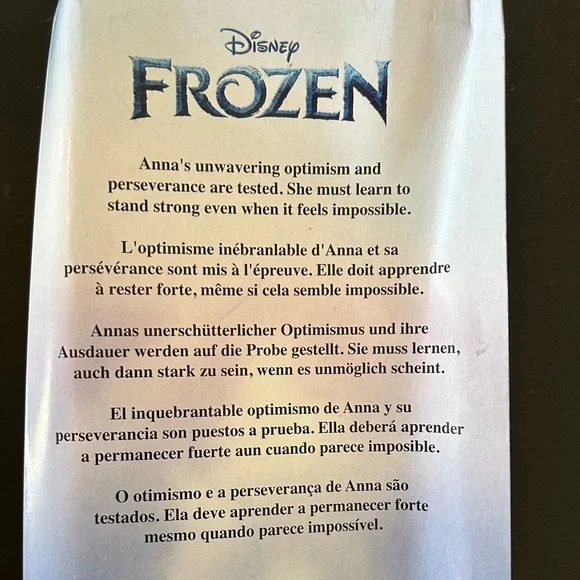 Disney
FROZEN
Anna's unwavering optimism and
perseverance are tested. She must learn to
stand strong even when it feels impossible.
L'optimisme inébranlable d'Anna et sa
persévérance sont mis à l'épreuve. Elle doit apprendre
à rester forte, même si cela semble impossible.
Annas unerschütterlicher Optimismus und ihre
Ausdauer werden auf die Probe gestellt. Sie muss lernen,
auch dann stark zu sein, wenn es unmöglich scheint.
El inquebrantable optimismo de Anna y su
perseverancia son puestos a prueba. Ella deberá aprender
a permanecer fuerte aun cuando parece imposible.
O otimismo e a perseverança de Anna são
testados. Ela deve aprender a permanecer forte
mesmo quando parece impossível.